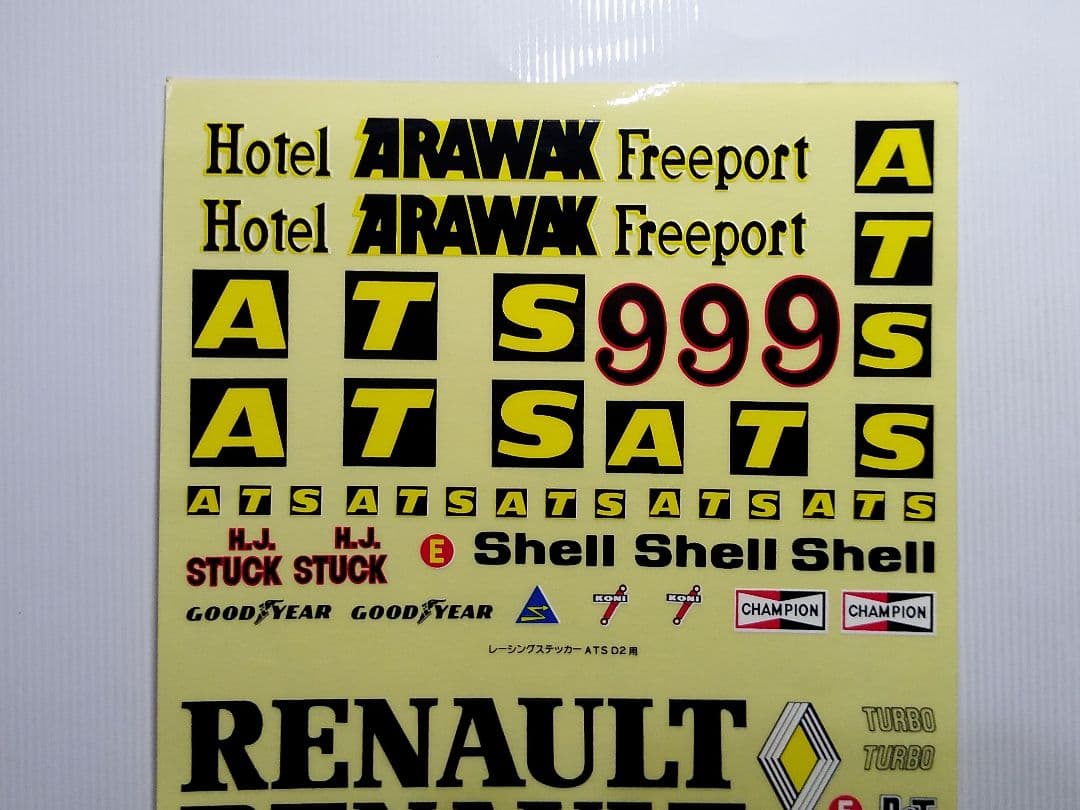 Hotel ARAWAK Freeport A
Hotel ARAWAK Freeport T
A T S 999 S
A T S A T S
A T S A T S A T S A T S A T S
H.J. STUCK H.J. STUCK E Shell Shell Shell
GOODYEAR GOODYEAR KONI KONI CHAMPION CHAMPION
レーシングステッカー ATS D2 用
RENAULT TURBO
TURBO
RENAULT E